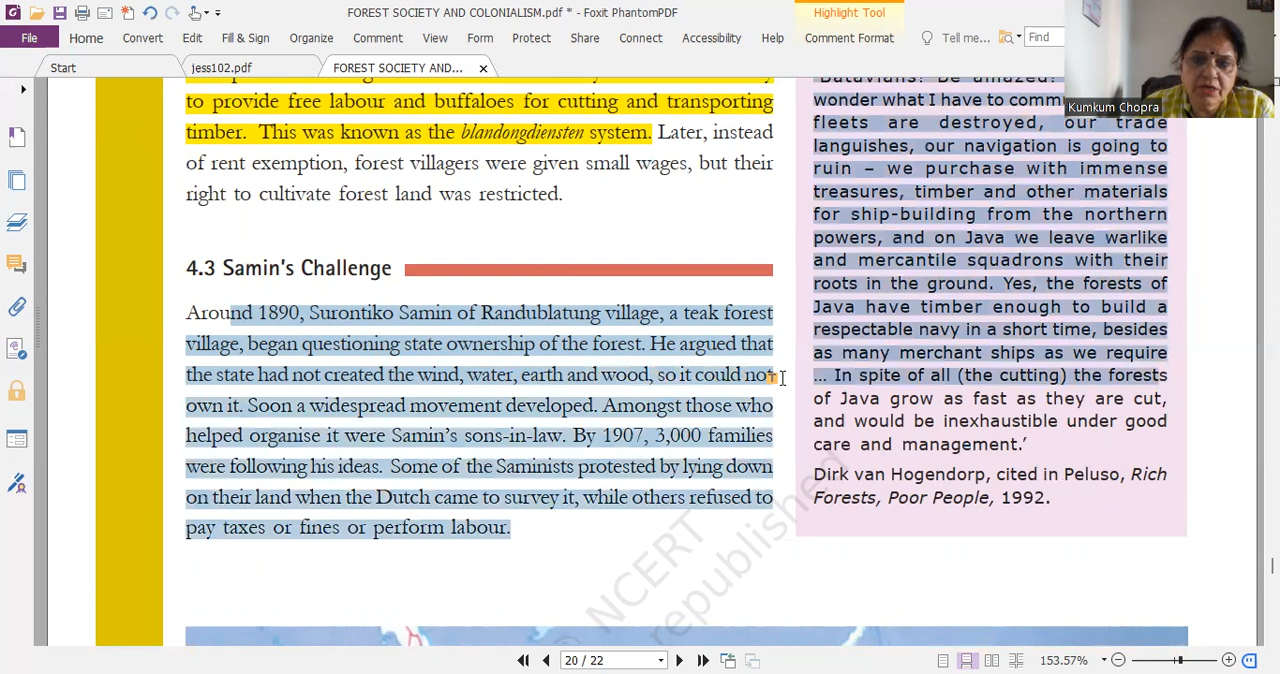 FOREST SOCIETY AND COLONIALISM.pdf * - Foxit PhantomPDF
Highlight Tool
File
Home
Convert
Edit
Fill & Sign
Organize
Comment
View
Form
Protect
Share
Connect
Accessibility
Help
Comment Format
Tell me...
Find
Start
jess102.pdf
FOREST SOCIETY AND...
Kumkum Chopra
to provide free labour and buffaloes for cutting and transporting
timber. This was known as the blandongdiensten system. Later, instead
of rent exemption, forest villagers were given small wages, but their
right to cultivate forest land was restricted.
4.3 Samin's Challenge
Around 1890, Surontiko Samin of Randublatung village, a teak forest
village, began questioning state ownership of the forest. He argued that
the state had not created the wind, water, earth and wood, so it could not
own it. Soon a widespread movement developed. Amongst those who
helped organise it were Samin's sons-in-law. By 1907, 3,000 families
were following his ideas. Some of the Saminists protested by lying down
on their land when the Dutch came to survey it, while others refused to
pay taxes or fines or perform labour.
'Batavians! Be amazed!
wonder what I have to comm
fleets are destroyed, our trade
languishes, our navigation is going to
ruin – we purchase with immense
treasures, timber and other materials
for ship-building from the northern
powers, and on Java we leave warlike
and mercantile squadrons with their
roots in the ground. Yes, the forests of
Java have timber enough to build a
respectable navy in a short time, besides
as many merchant ships as we require
… In spite of all (the cutting) the forests
of Java grow as fast as they are cut,
and would be inexhaustible under good
care and management.'
Dirk van Hogendorp, cited in Peluso, Rich
Forests, Poor People, 1992.
© NCERT
republished
20 / 22
153.57%